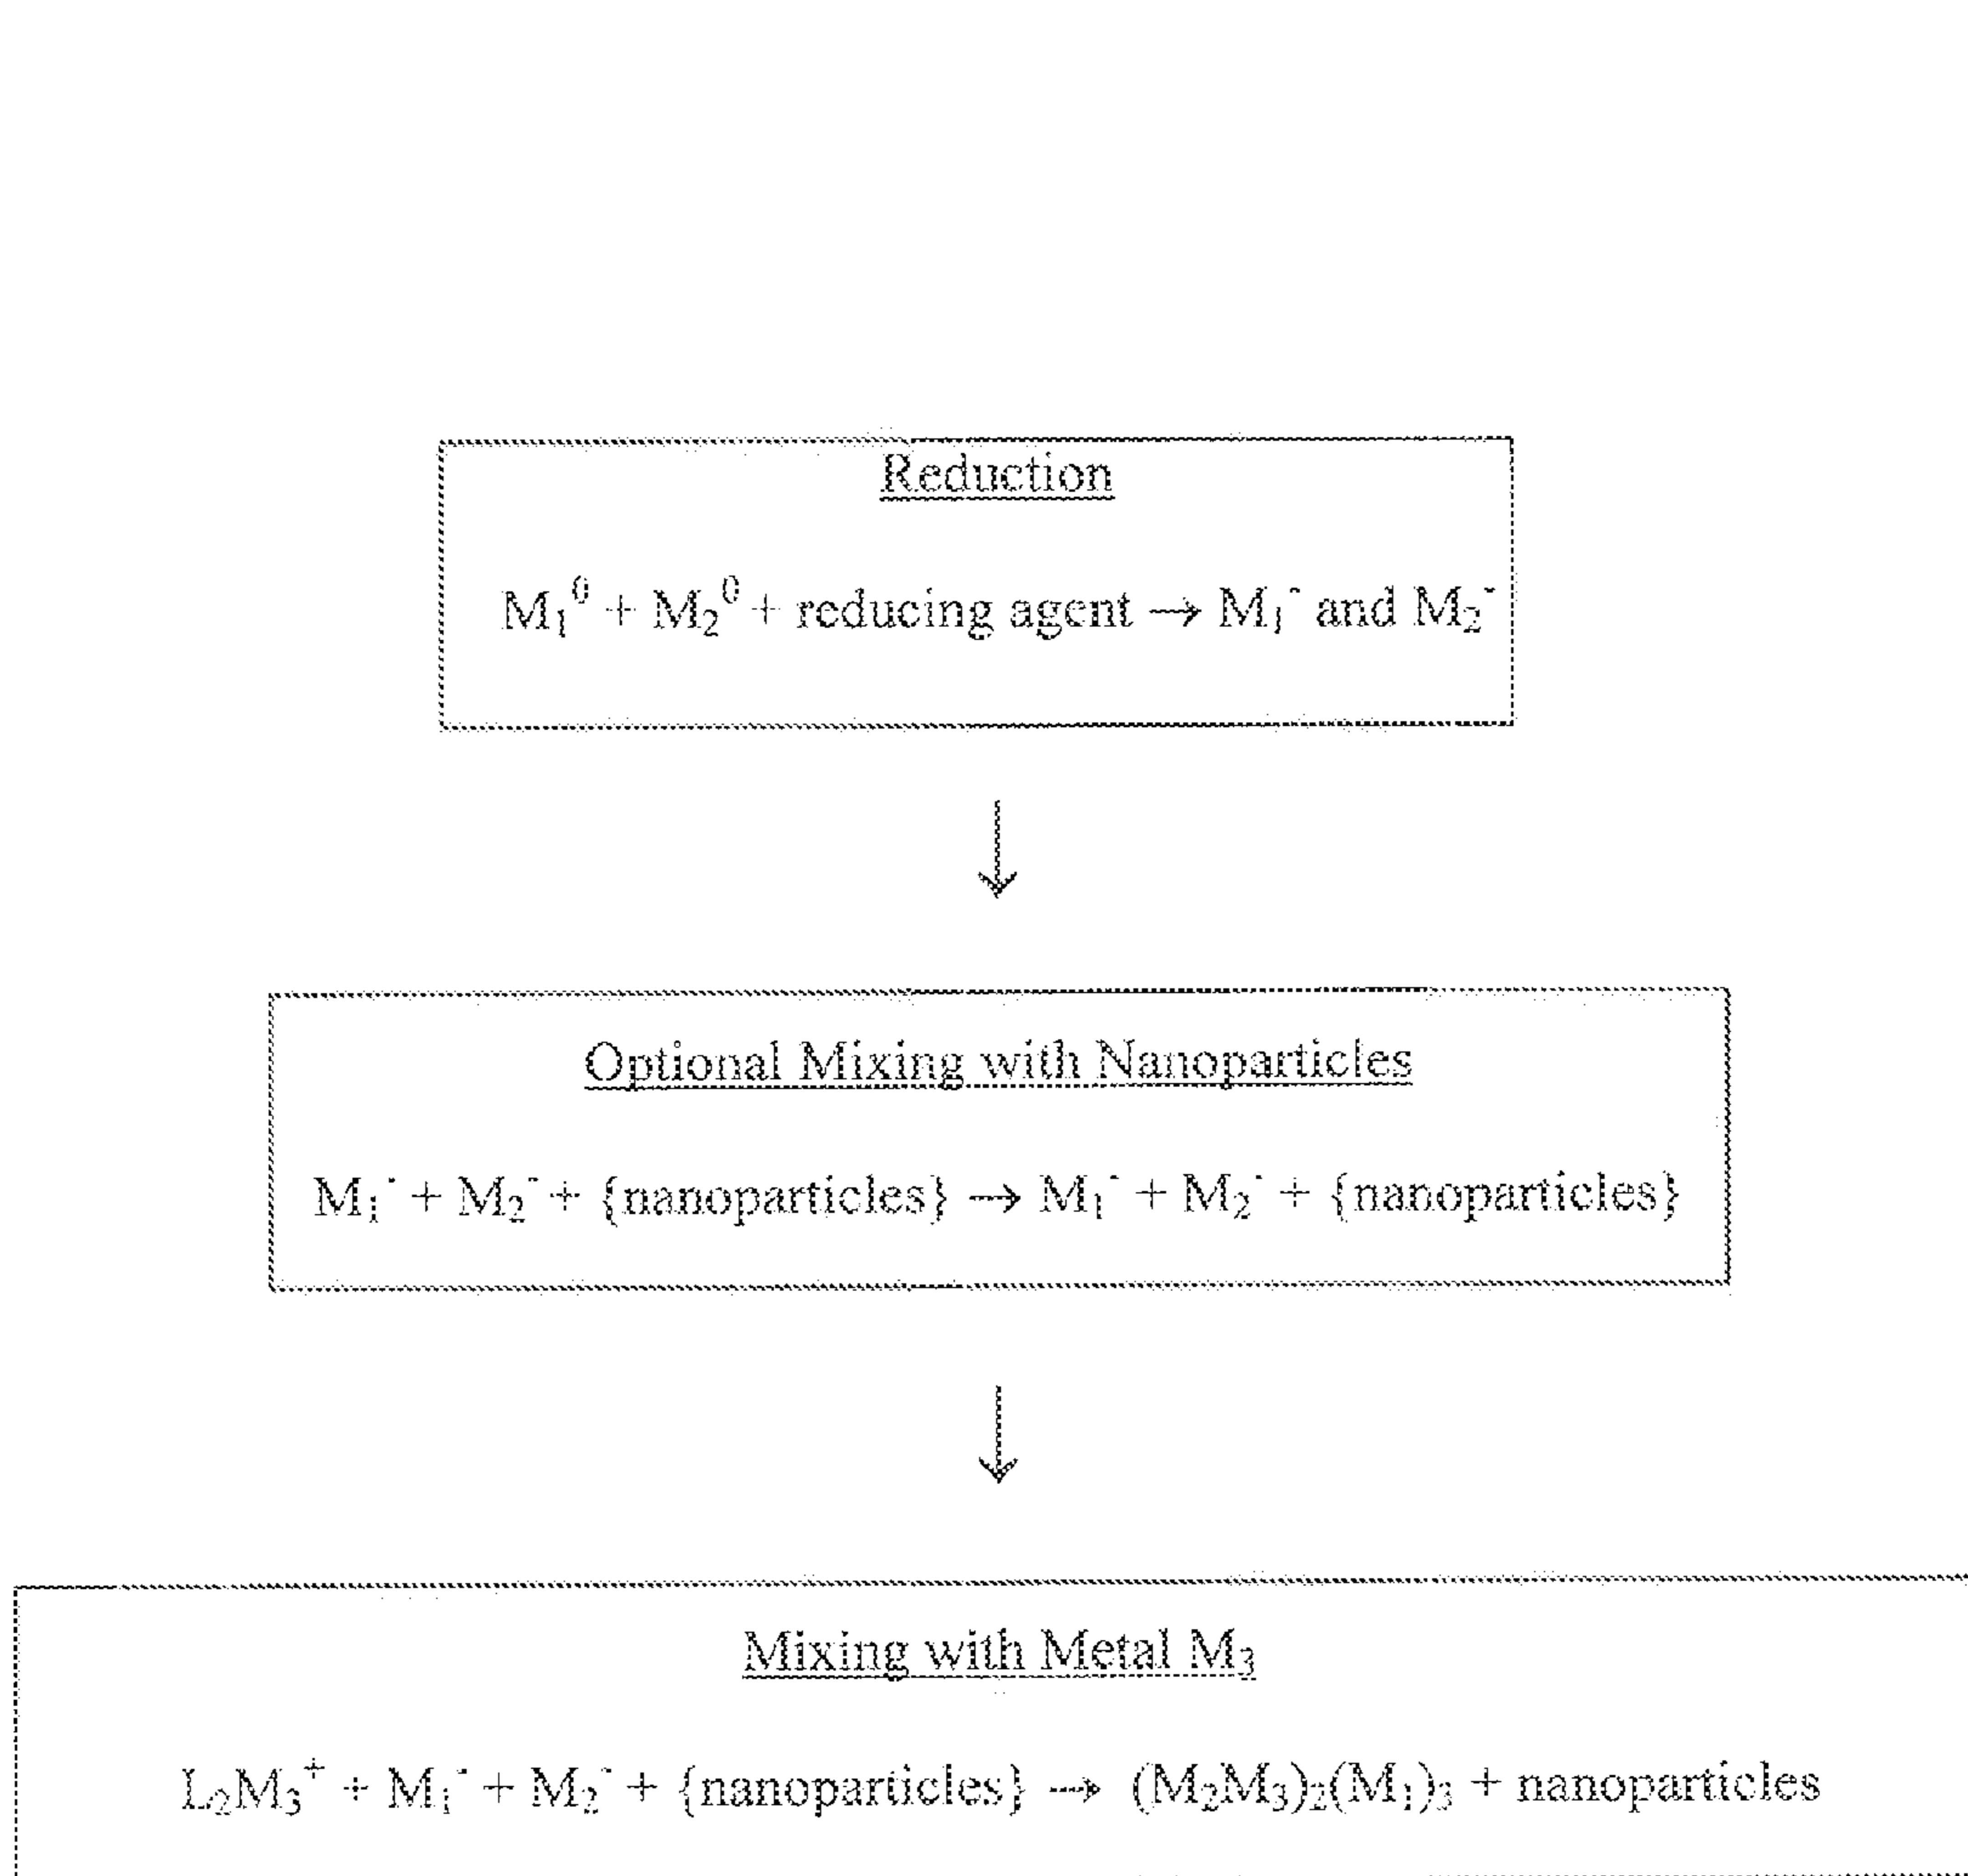 Reduction
M₁⁰ + M₂⁰ + reducing agent → M₁⁻ and M₂⁻
Optional Mixing with Nanoparticles
M₁⁻ + M₂⁻ + {nanoparticles} → M₁⁻ + M₂⁻ + {nanoparticles}
Mixing with Metal M₃
L₂M₃⁺ + M₁⁻ + M₂⁻ + {nanoparticles} → (M₂M₃)₂(M₁)₃ + nanoparticles